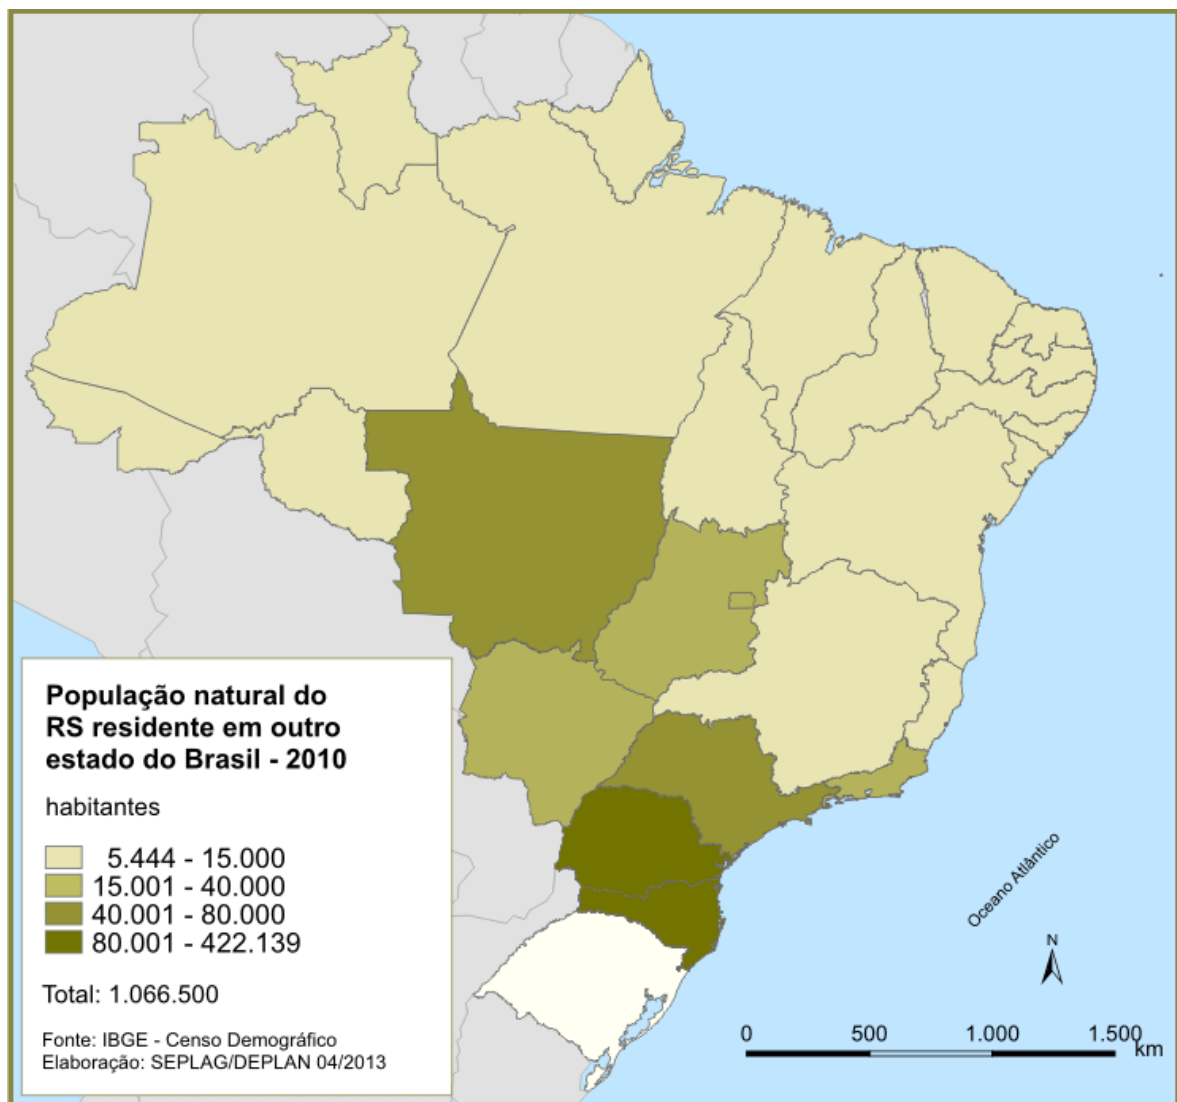 População natural do
RS residente em outro
estado do Brasil - 2010
habitantes
5.444 - 15.000
15.001 - 40.000
40.001 - 80.000
80.001 - 422.139
Total: 1.066.500
Fonte: IBGE - Censo Demográfico
Elaboração: SEPLAG/DEPLAN 04/2013
Oceano Atlântico
N
0 500 1.000 1.500
km